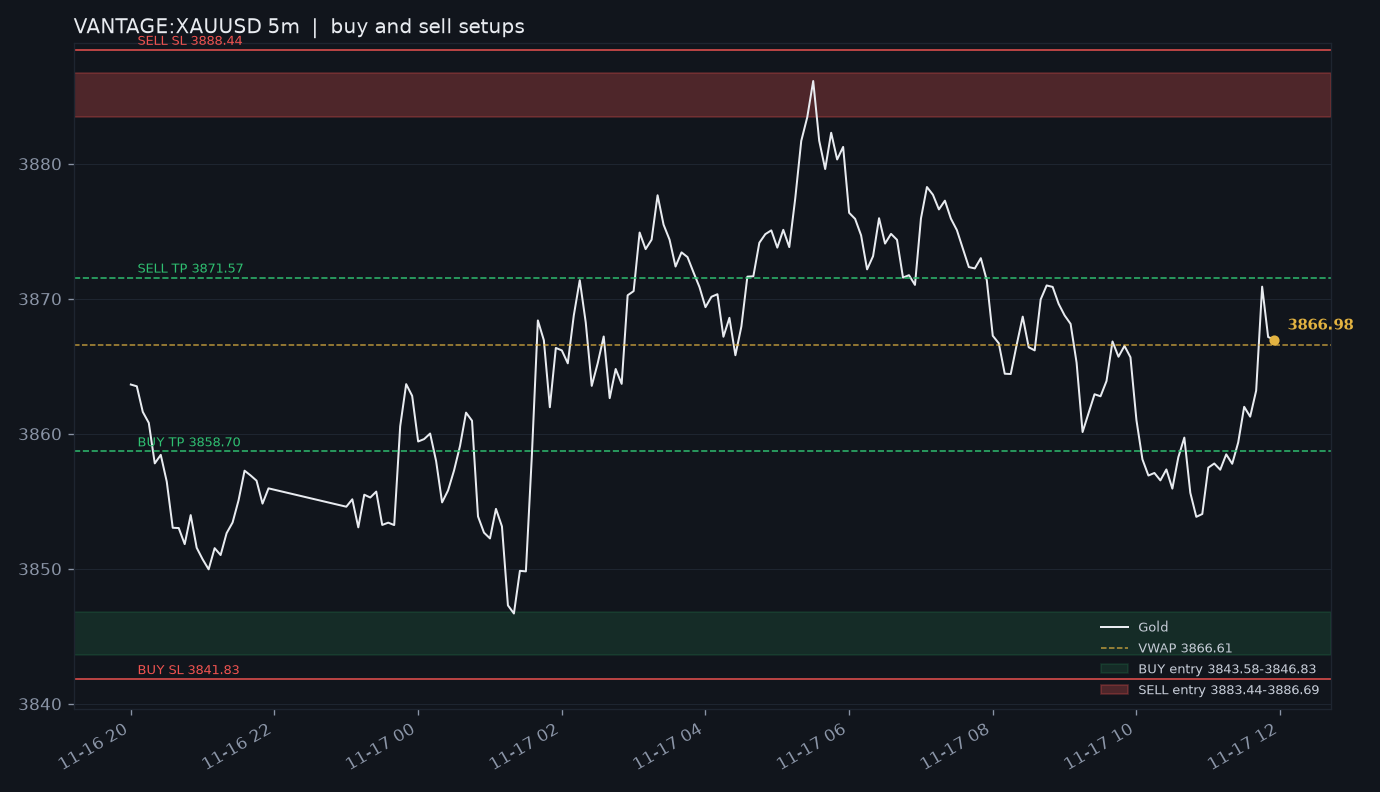 VANTAGE:XAUUSD 5m | buy and sell setups
SELL SL 3888.44
3880
SELL TP 3871.57
3870
3866.98
3860
BUY TP 3858.70
3850
Gold
VWAP 3866.61
BUY entry 3843.58-3846.83
SELL entry 3883.44-3886.69
BUY SL 3841.83
3840
11-16 20
11-16 22
11-17 00
11-17 02
11-17 04
11-17 06
11-17 08
11-17 10
11-17 12